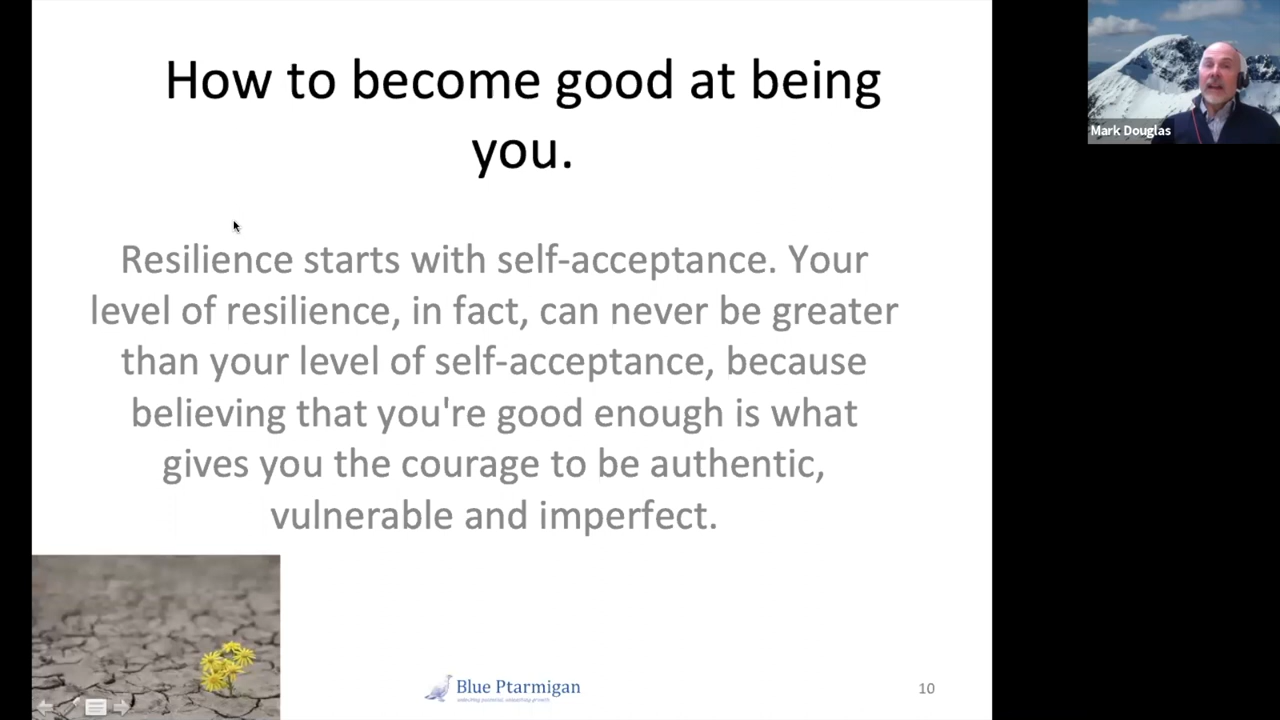 How to become good at being
you.
Resilience starts with self-acceptance. Your
level of resilience, in fact, can never be greater
than your level of self-acceptance, because
believing that you're good enough is what
gives you the courage to be authentic,
vulnerable and imperfect.
Blue Ptarmigan
10
Mark Douglas